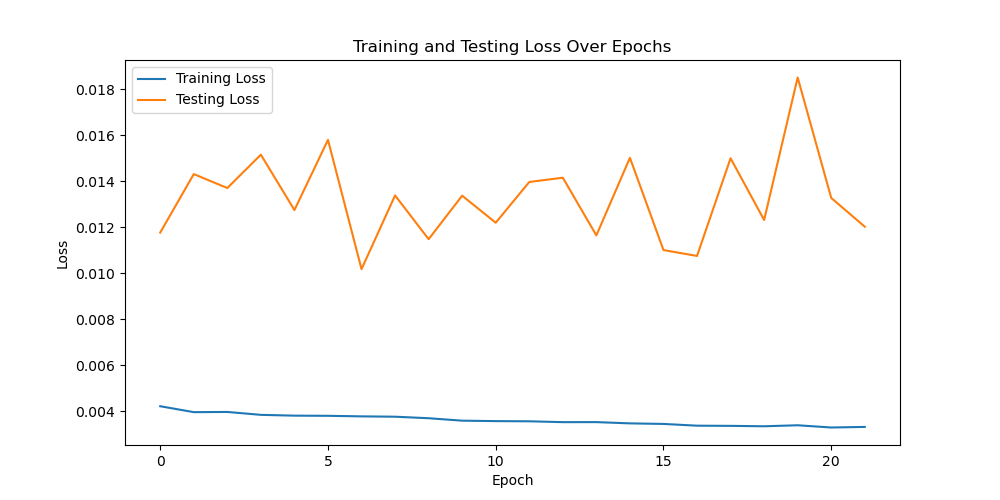 Training and Testing Loss Over Epochs
Training Loss
Testing Loss
0.018
0.016
0.014
0.012
0.010
0.008
0.006
0.004
Loss
0
5
10
15
20
Epoch